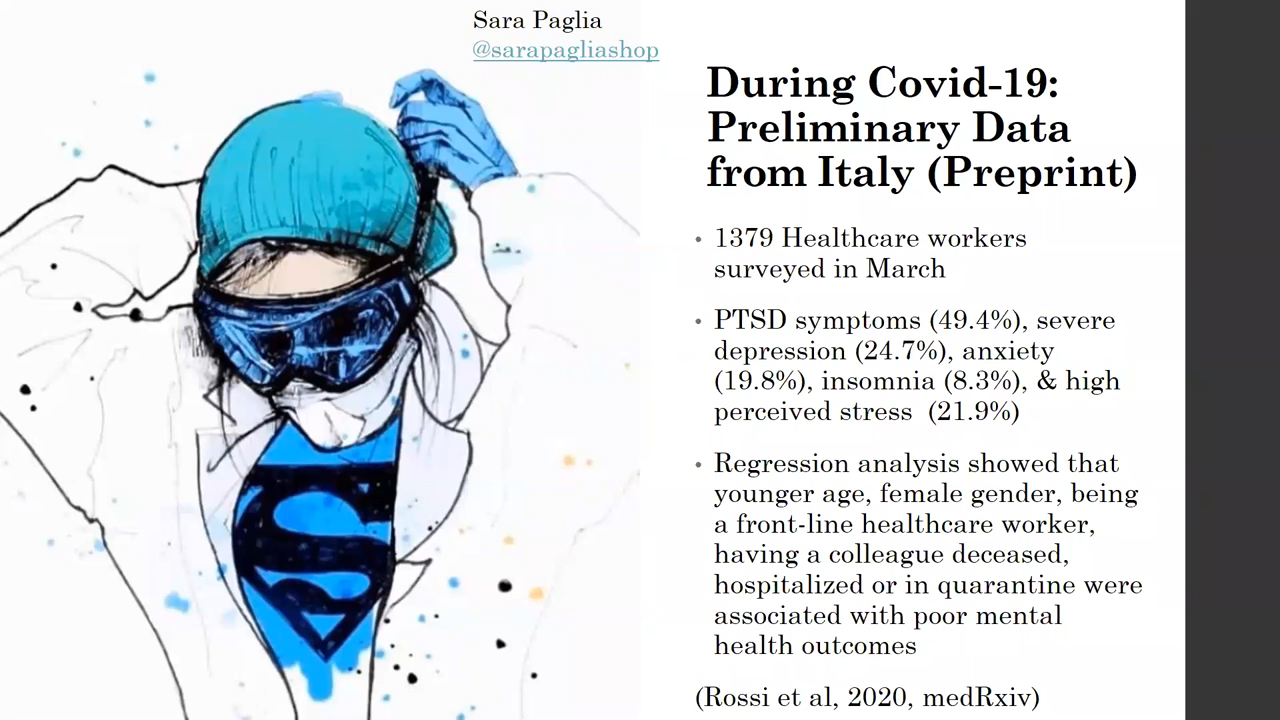 Sara Paglia
@sarapagliashop
During Covid-19:
Preliminary Data
from Italy (Preprint)
• 1379 Healthcare workers
surveyed in March
• PTSD symptoms (49.4%), severe
depression (24.7%), anxiety
(19.8%), insomnia (8.3%), & high
perceived stress (21.9%)
• Regression analysis showed that
younger age, female gender, being
a front-line healthcare worker,
having a colleague deceased,
hospitalized or in quarantine were
associated with poor mental
health outcomes
(Rossi et al, 2020, medRxiv)
S